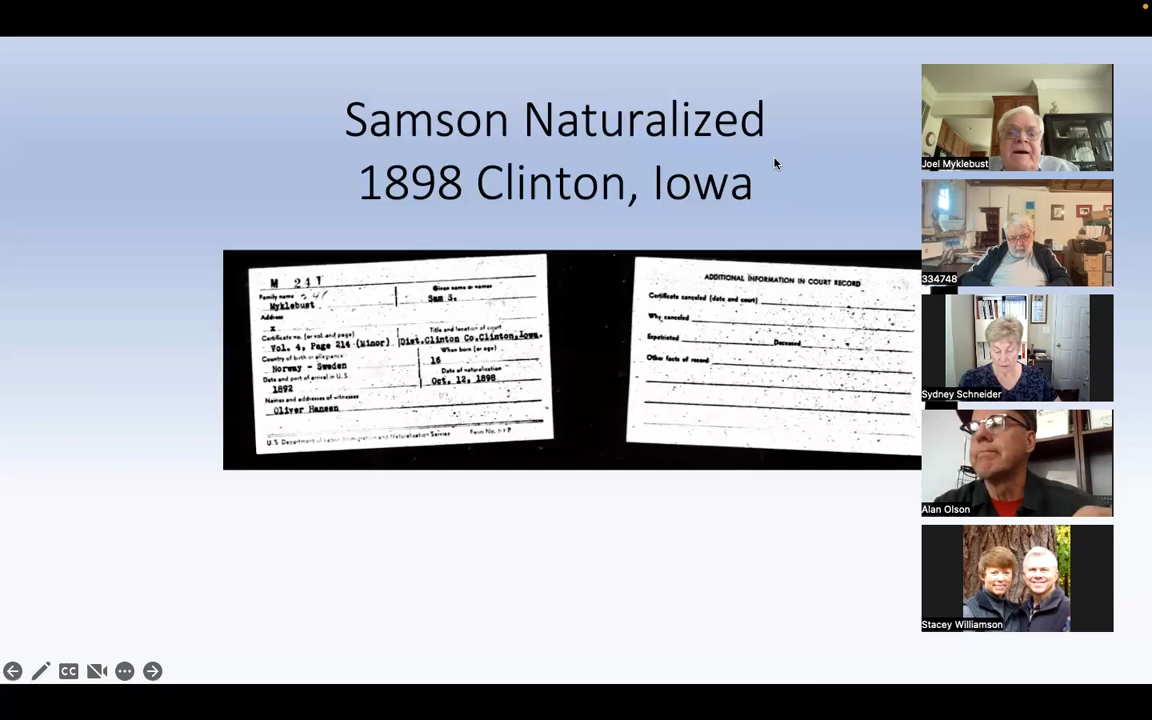 Samson Naturalized
1898 Clinton, Iowa
M 241
Family name
Given name or names
Myklebust
Sam S.
Address
x
Certificate no. (or vol. and page)
Title and location of court
Vol. 4, Page 214 (Minor)
Dist.Clinton Co.Clinton,Iowa.
Country of birth or allegiance
When born (or age)
Norway - Sweden
16
Date and port of arrival in U.S.
Date of naturalization
1892
Oct. 12, 1898
Names and addresses of witnesses
Oliver Hansen
U.S. Department of Labor, Immigration and Naturalization Service
Form No.
ADDITIONAL INFORMATION IN COURT RECORD
Certificate canceled (date and court)
Why canceled
Expatriated
Deceased
Other facts of record
Joel Myklebust
334748
Sydney Schneider
Alan Olson
Stacey Williamson
CC